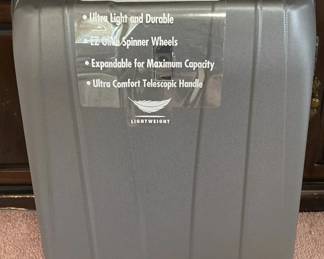 • Ultra Light and Durable
• EZ Glide Spinner Wheels
• Expandable for Maximum Capacity
• Ultra Comfort Telescopic Handle
LIGHTWEIGHT